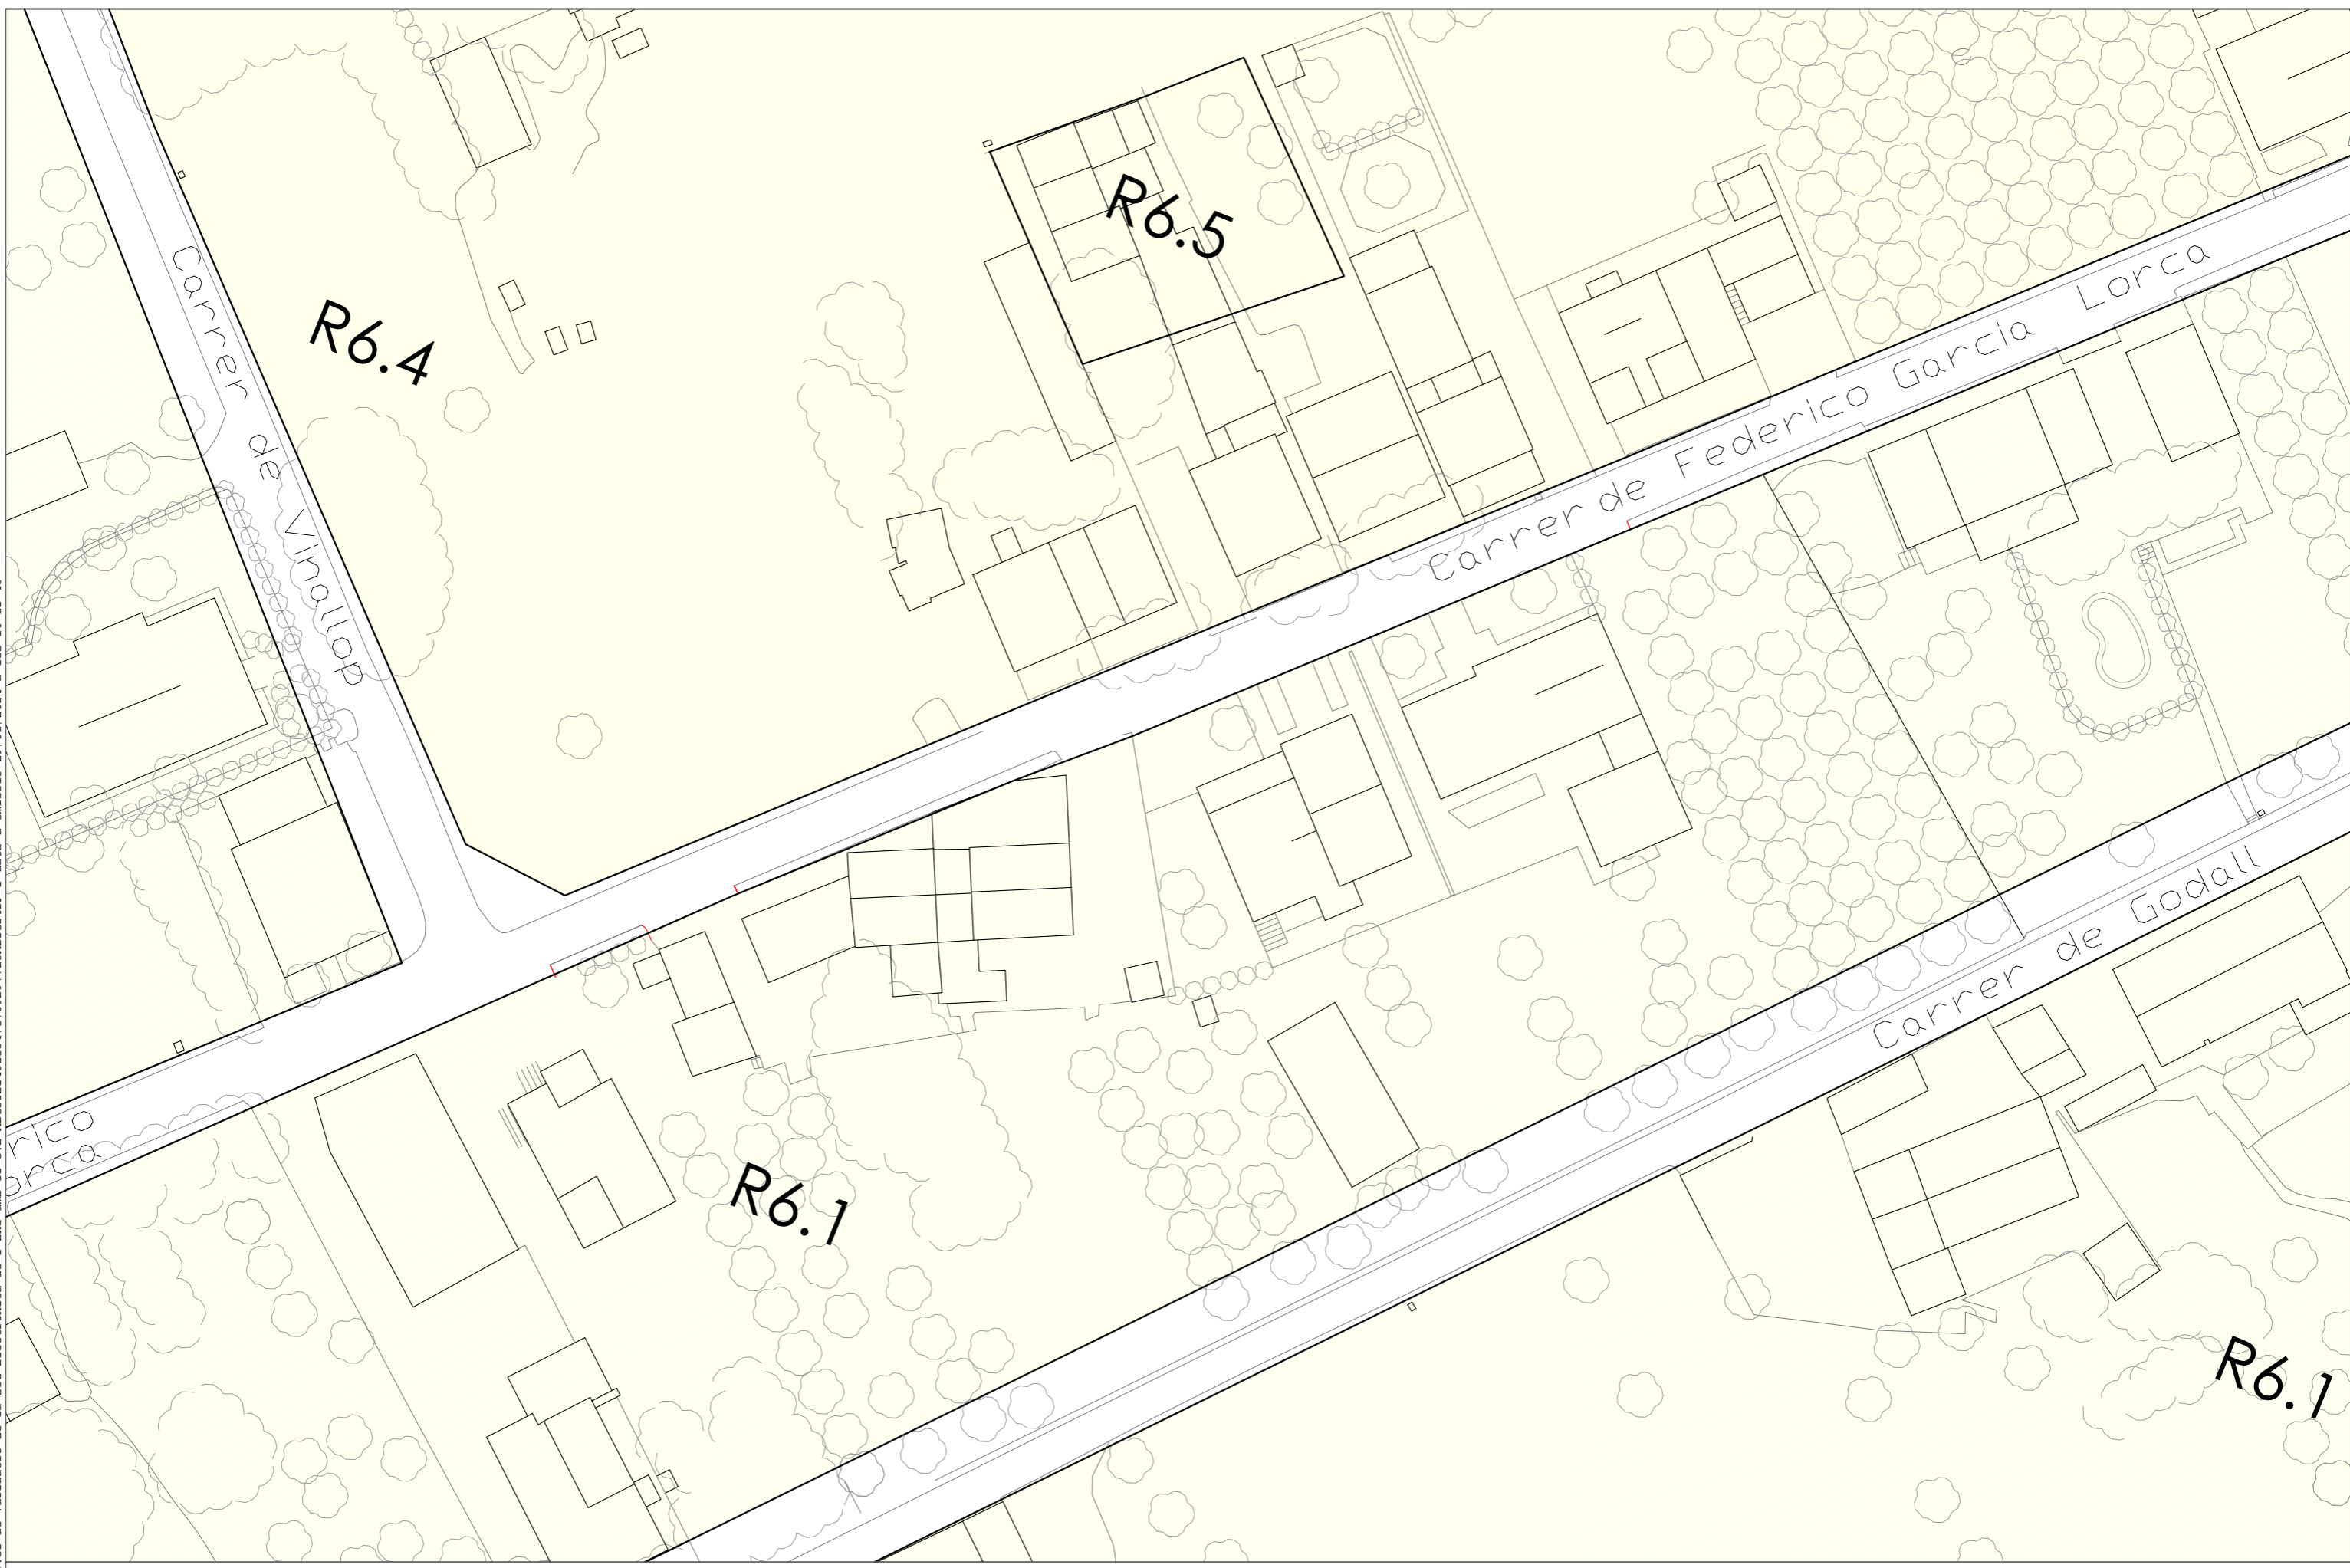 R6.5
Carrer de Vinallop
R6.4
Carrer de Federico García Lorca
Carrer de Godall
rico
orca
R6.1
R6.1